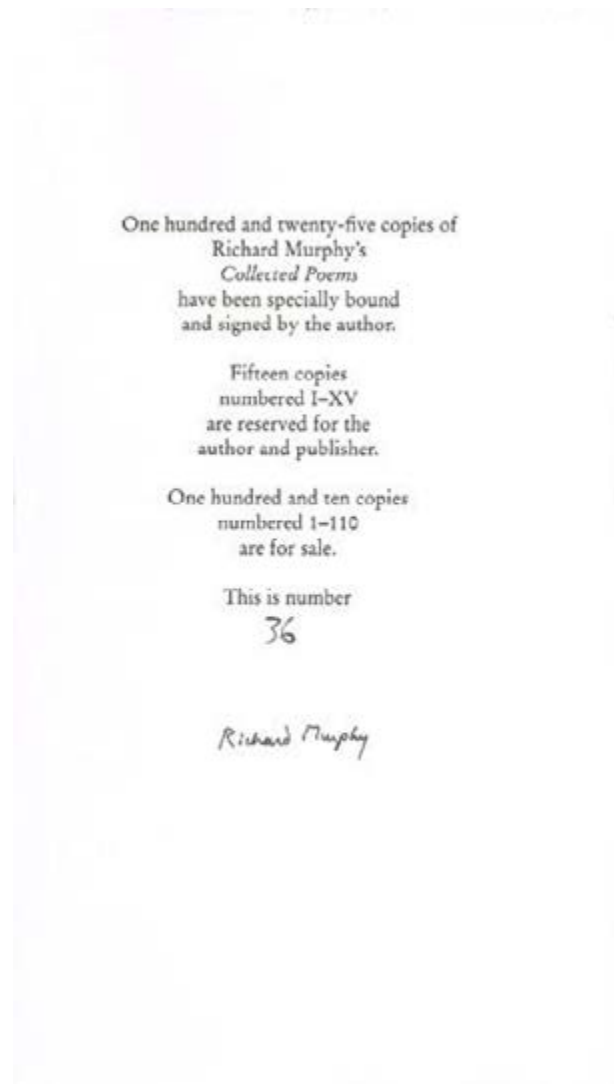 One hundred and twenty-five copies of
Richard Murphy's
Collected Poems
have been specially bound
and signed by the author.
Fifteen copies
numbered I–XV
are reserved for the
author and publisher.
One hundred and ten copies
numbered 1–110
are for sale.
This is number
36
Richard Murphy